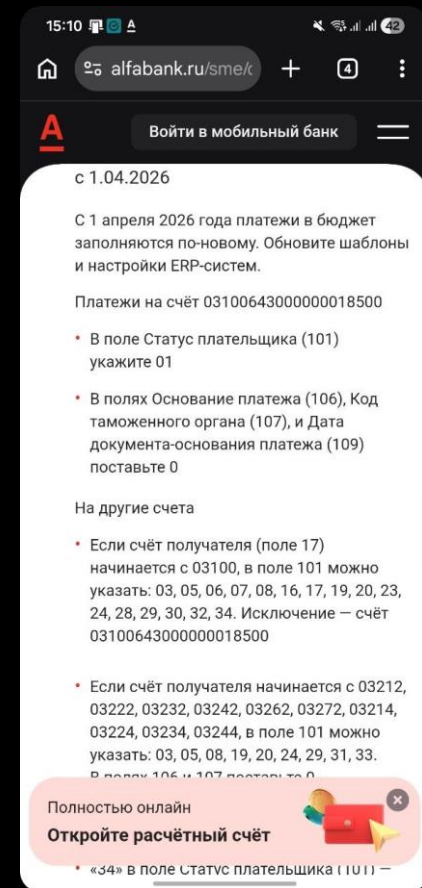 15:10
42
alfabank.ru/sme/
4
А
Войти в мобильный банк
с 1.04.2026
С 1 апреля 2026 года платежи в бюджет
заполняются по-новому. Обновите шаблоны
и настройки ERP-систем.
Платежи на счёт 03100643000000018500
• В поле Статус плательщика (101)
укажите 01
• В полях Основание платежа (106), Код
таможенного органа (107), и Дата
документа-основания платежа (109)
поставьте 0
На другие счета
• Если счёт получателя (поле 17)
начинается с 03100, в поле 101 можно
указать: 03, 05, 06, 07, 08, 16, 17, 19, 20, 23,
24, 28, 29, 30, 32, 34. Исключение — счёт
03100643000000018500
• Если счёт получателя начинается с 03212,
03222, 03232, 03242, 03262, 03272, 03214,
03224, 03234, 03244, в поле 101 можно
указать: 03, 05, 08, 19, 20, 24, 29, 31, 33.
В полях 106 и 107 поставьте 0
Полностью онлайн
Откройте расчётный счёт
• «34» в поле Статус плательщика (101) —